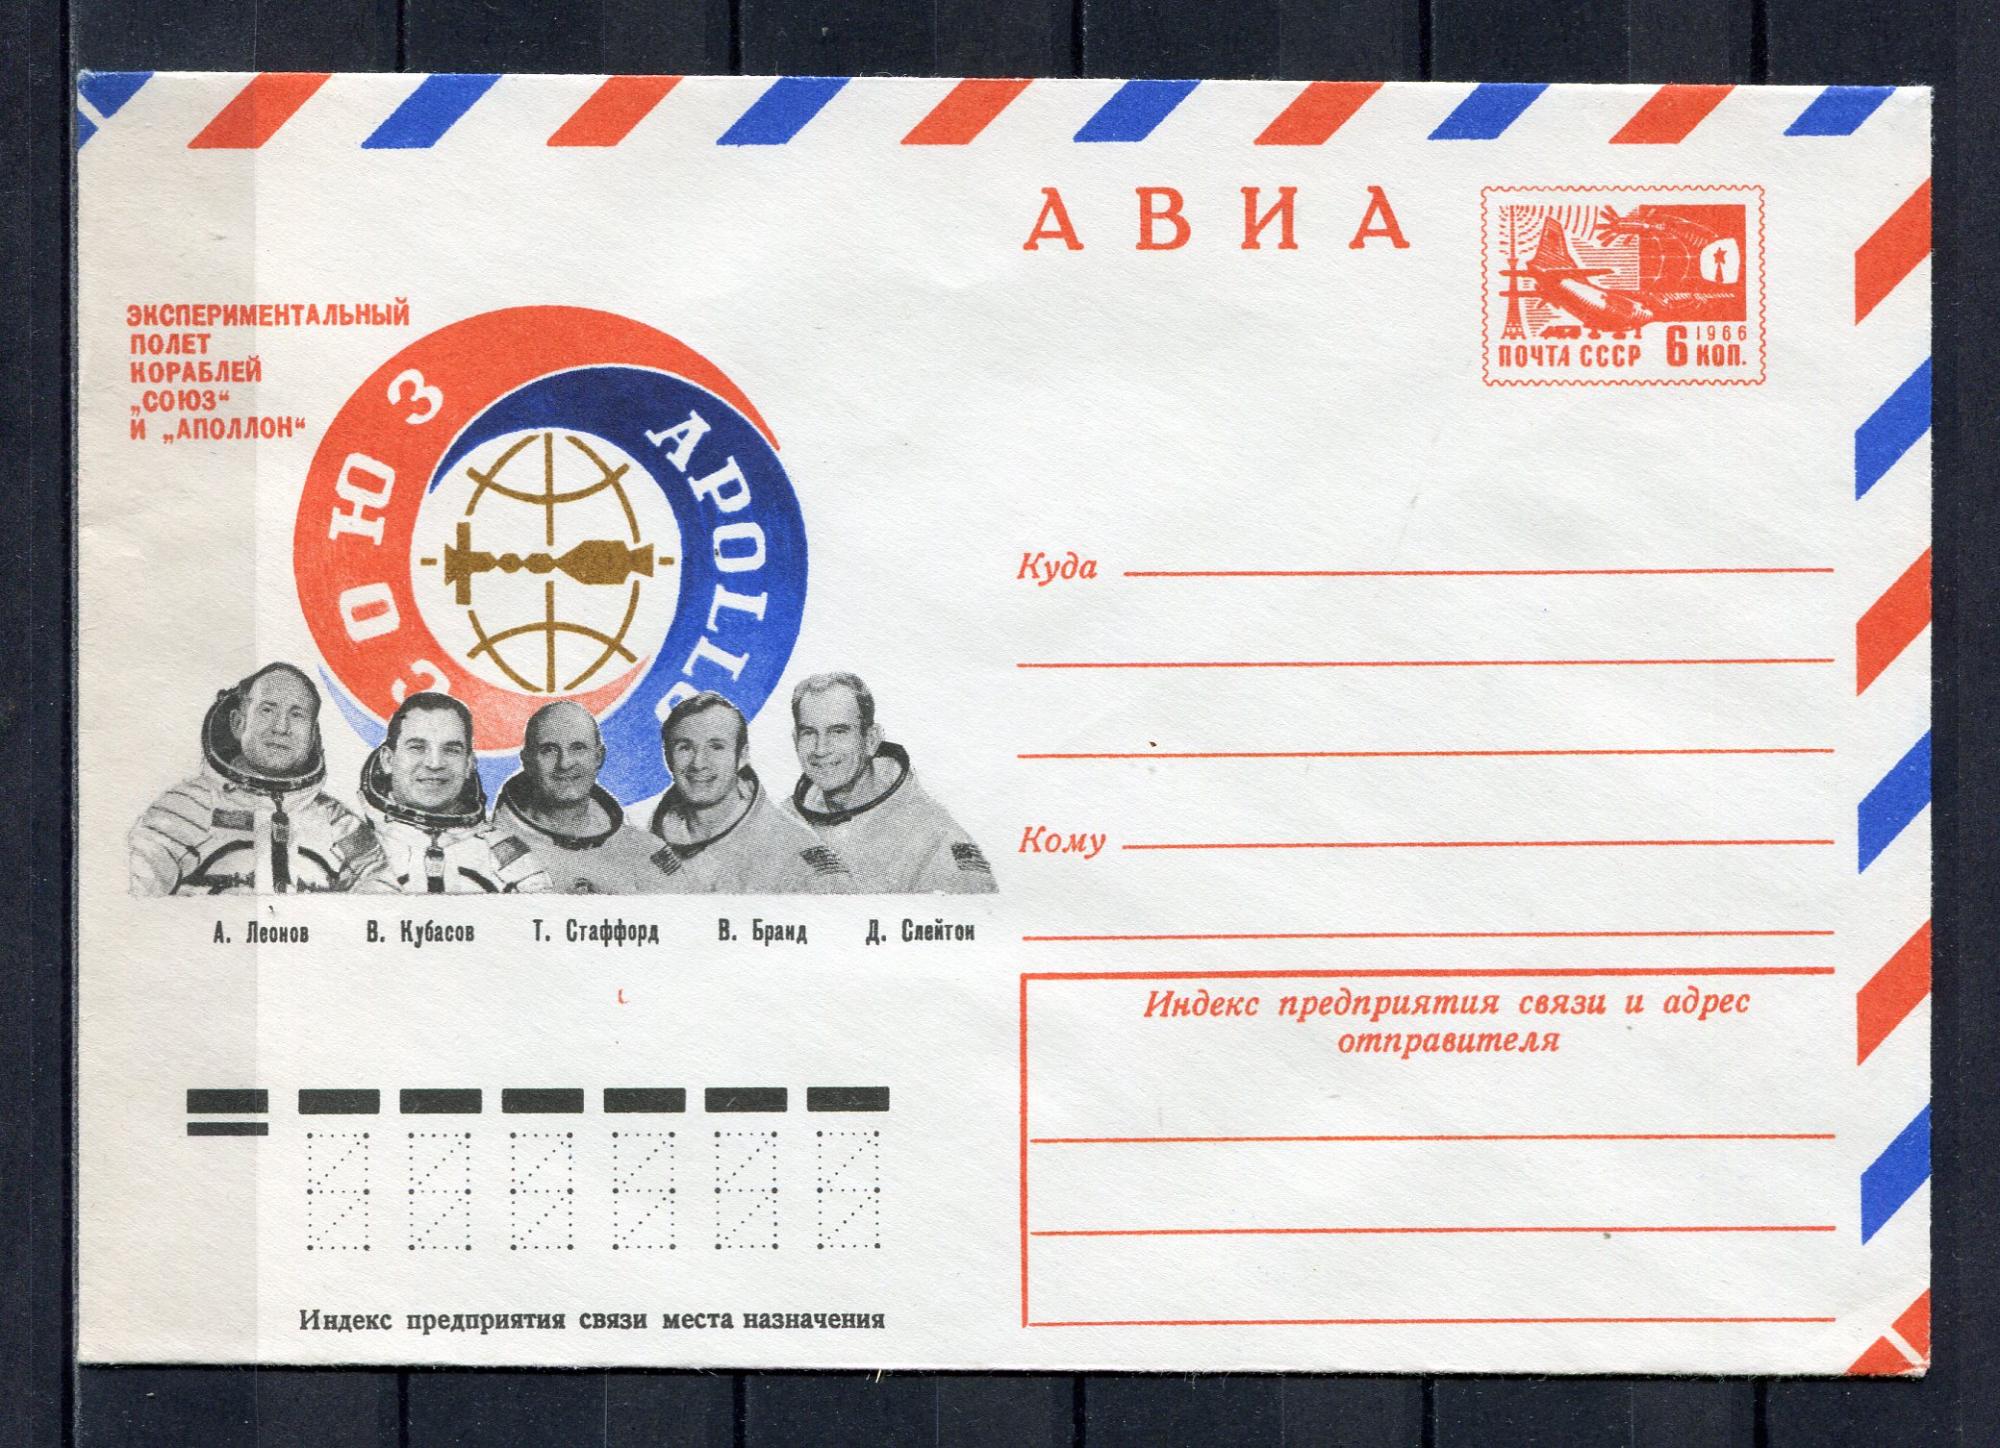 АВИА
1966
ПОЧТА СССР 6 КОП.
ЭКСПЕРИМЕНТАЛЬНЫЙ
ПОЛЕТ
КОРАБЛЕЙ
„СОЮЗ“
И „АПОЛЛОН“
СОЮЗ
APOLLO
А. Леонов В. Кубасов Т. Стаффорд В. Бранд Д. Слейтон
Куда
Кому
Индекс предприятия связи и адрес
отправителя
Индекс предприятия связи места назначения